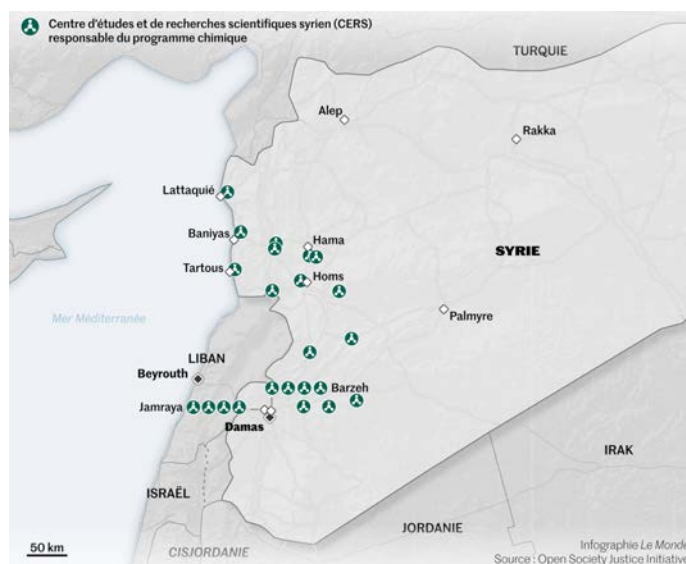 Centre d'études et de recherches scientifiques syrien (CERS)
responsable du programme chimique
TURQUIE
Alep
Rakka
Lattaquié
Baniyas
Hama
SYRIE
Tartous
Homs
Mer Méditerranée
Palmyre
LIBAN
Beyrouth
Barzeh
Jamraya
Damas
IRAK
ISRAËL
JORDANIE
50 km
CISJORDANIE
Infographie Le Monde
Source : Open Society Justice Initiative